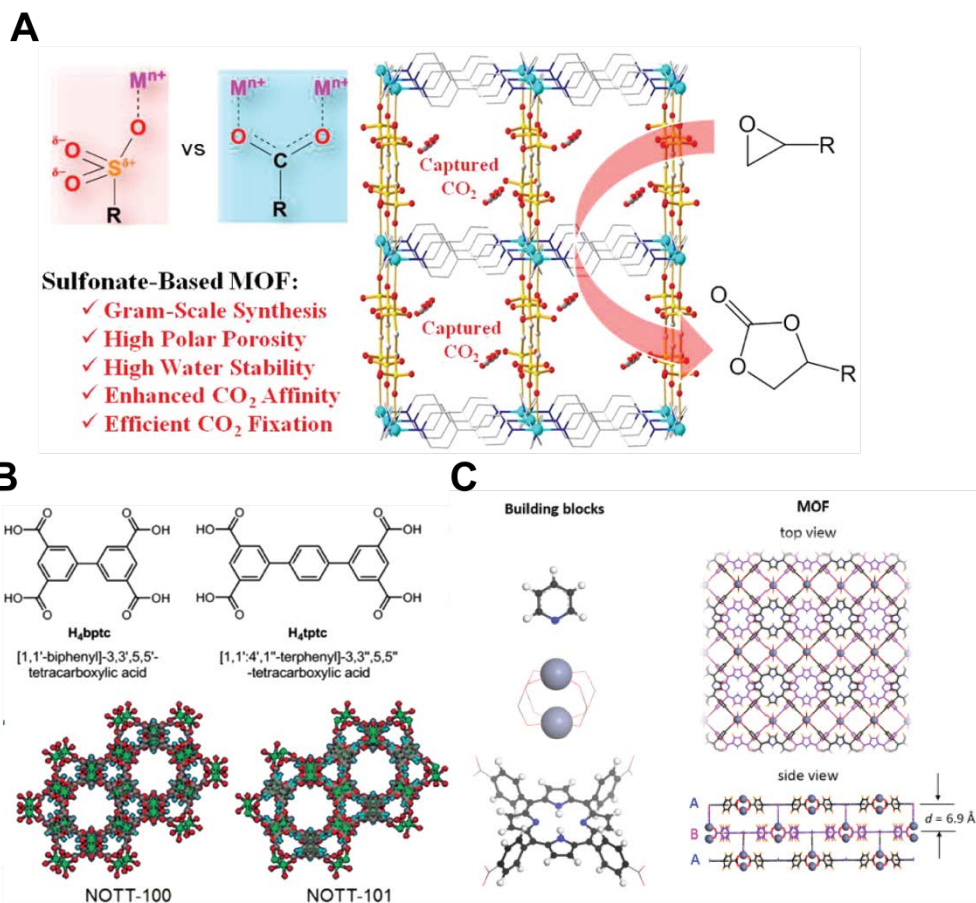 A
Mⁿ⁺
O
δ⁻
O
S
δ⁺
δ⁻
O
R
vs
Mⁿ⁺ Mⁿ⁺
O O
C
R
Captured
CO₂
Captured
CO₂
O
R
O
O
O
R
Sulfonate-Based MOF:
✓ Gram-Scale Synthesis
✓ High Polar Porosity
✓ High Water Stability
✓ Enhanced CO₂ Affinity
✓ Efficient CO₂ Fixation
B
O O
HO OH
HO OH
O O
H₄bptc
[1,1'-biphenyl]-3,3',5,5'-
tetracarboxylic acid
O O
HO OH
HO OH
O O
H₄tptc
[1,1':4',1"-terphenyl]-3,3",5,5"
-tetracarboxylic acid
NOTT-100
NOTT-101
C
Building blocks
MOF
top view
side view
A
B
A
d = 6.9 Å